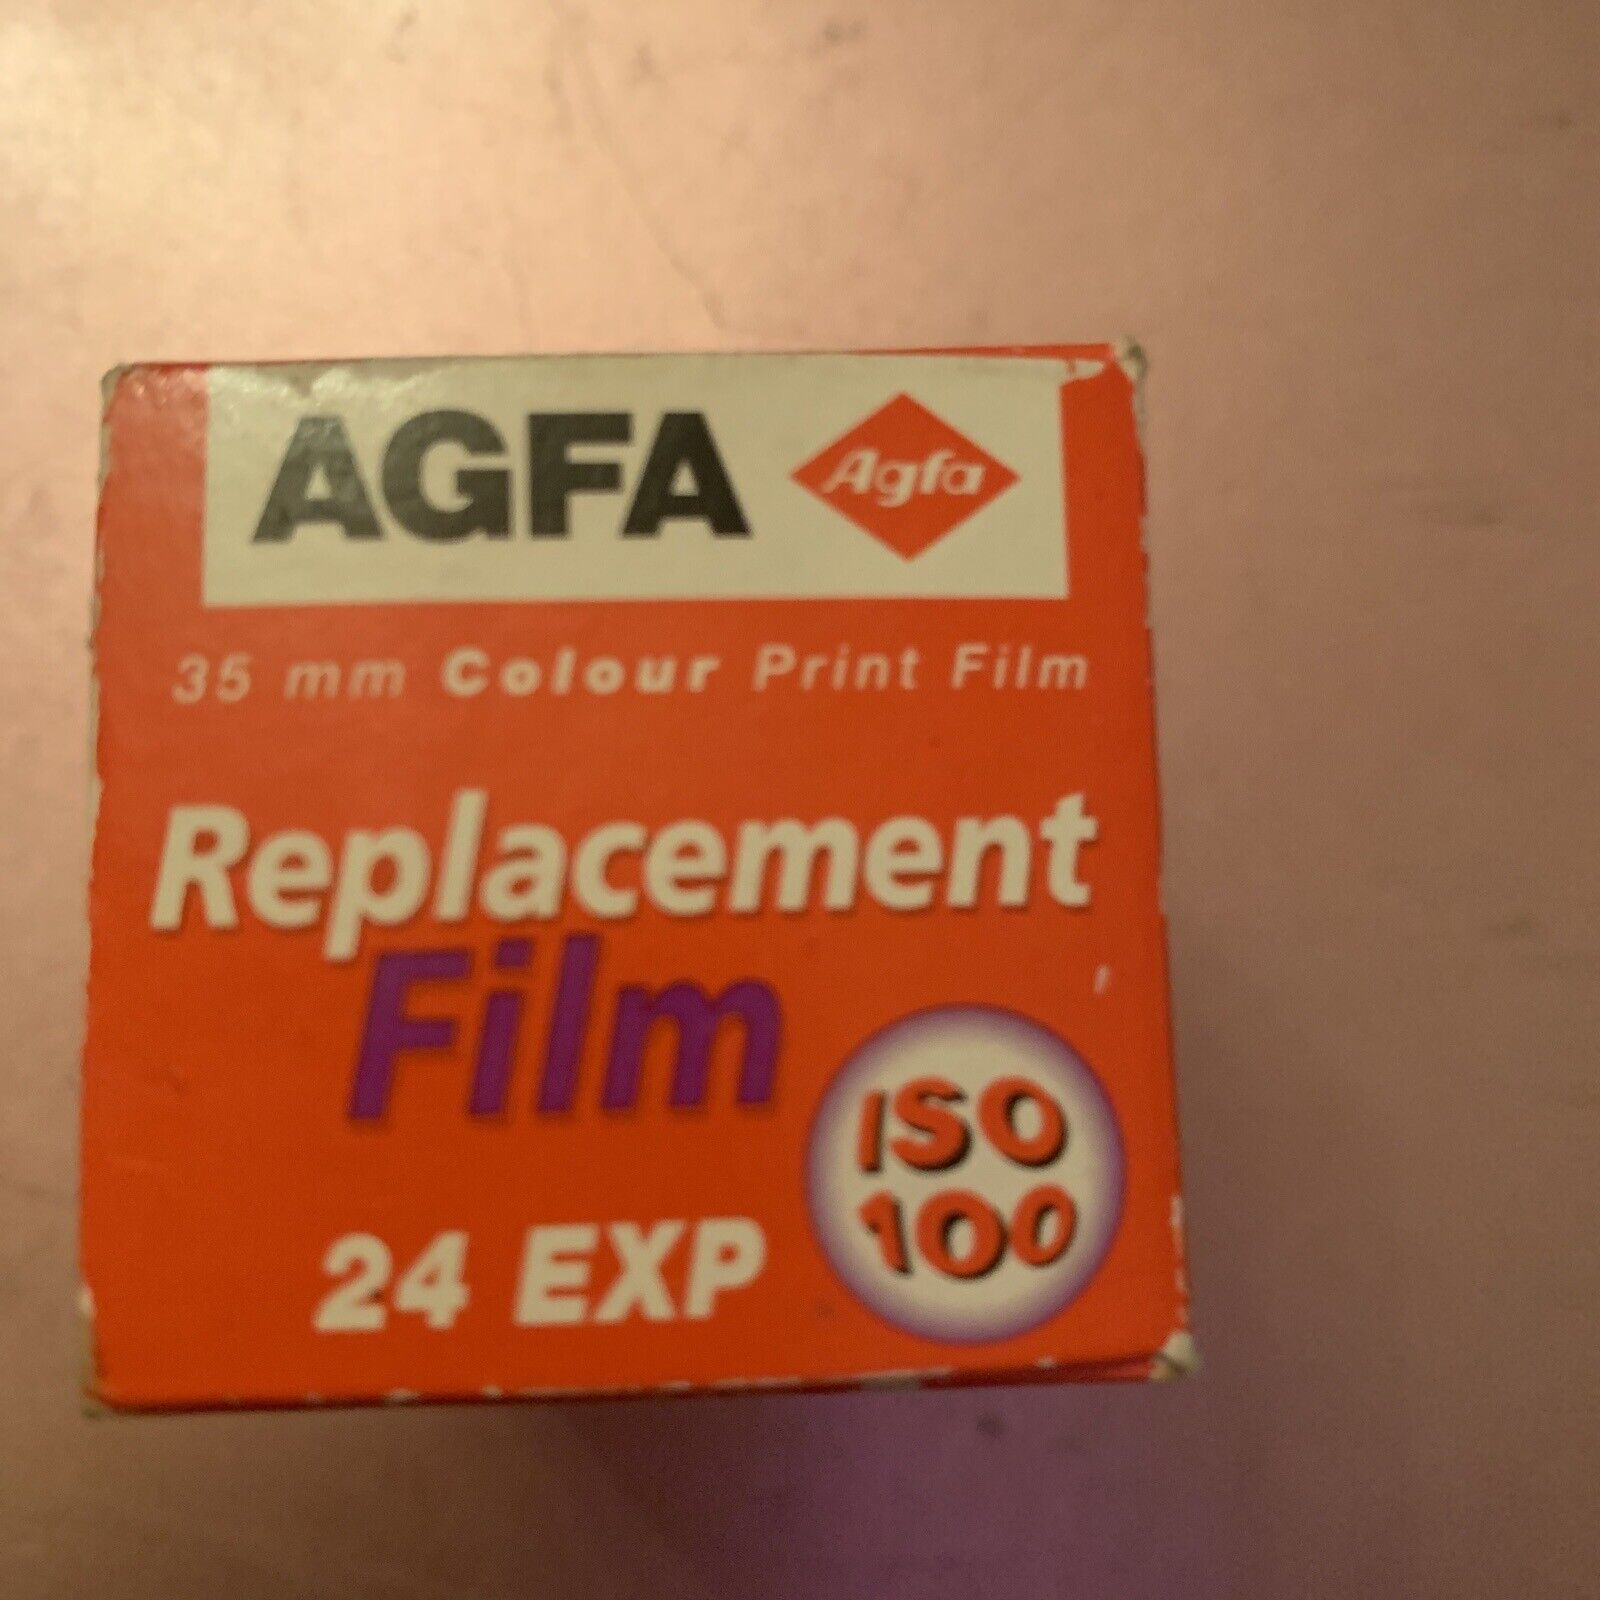 AGFA Agfa
35 mm Colour Print Film
Replacement
Film
ISO
100
24 EXP